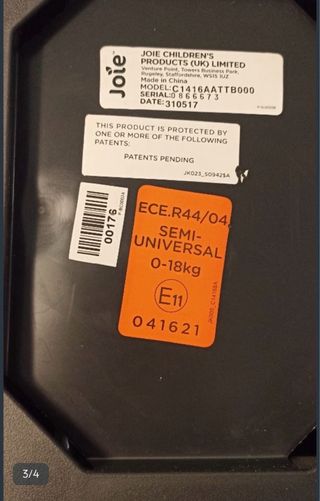 Joie
JOIE CHILDREN'S
PRODUCTS (UK) LIMITED
Venture Point, Towers Business Park,
Rugeley, Staffordshire, WS15 1UZ
Made in China
MODEL:C1416AATTB000
SERIAL:0866673
DATE:310517
THIS PRODUCT IS PROTECTED BY
ONE OR MORE OF THE FOLLOWING
PATENTS:
PATENTS PENDING
JK023_S09425A
00176
ECE.R44/04
SEMI-
UNIVERSAL
0-18kg
E11
041621
3/4